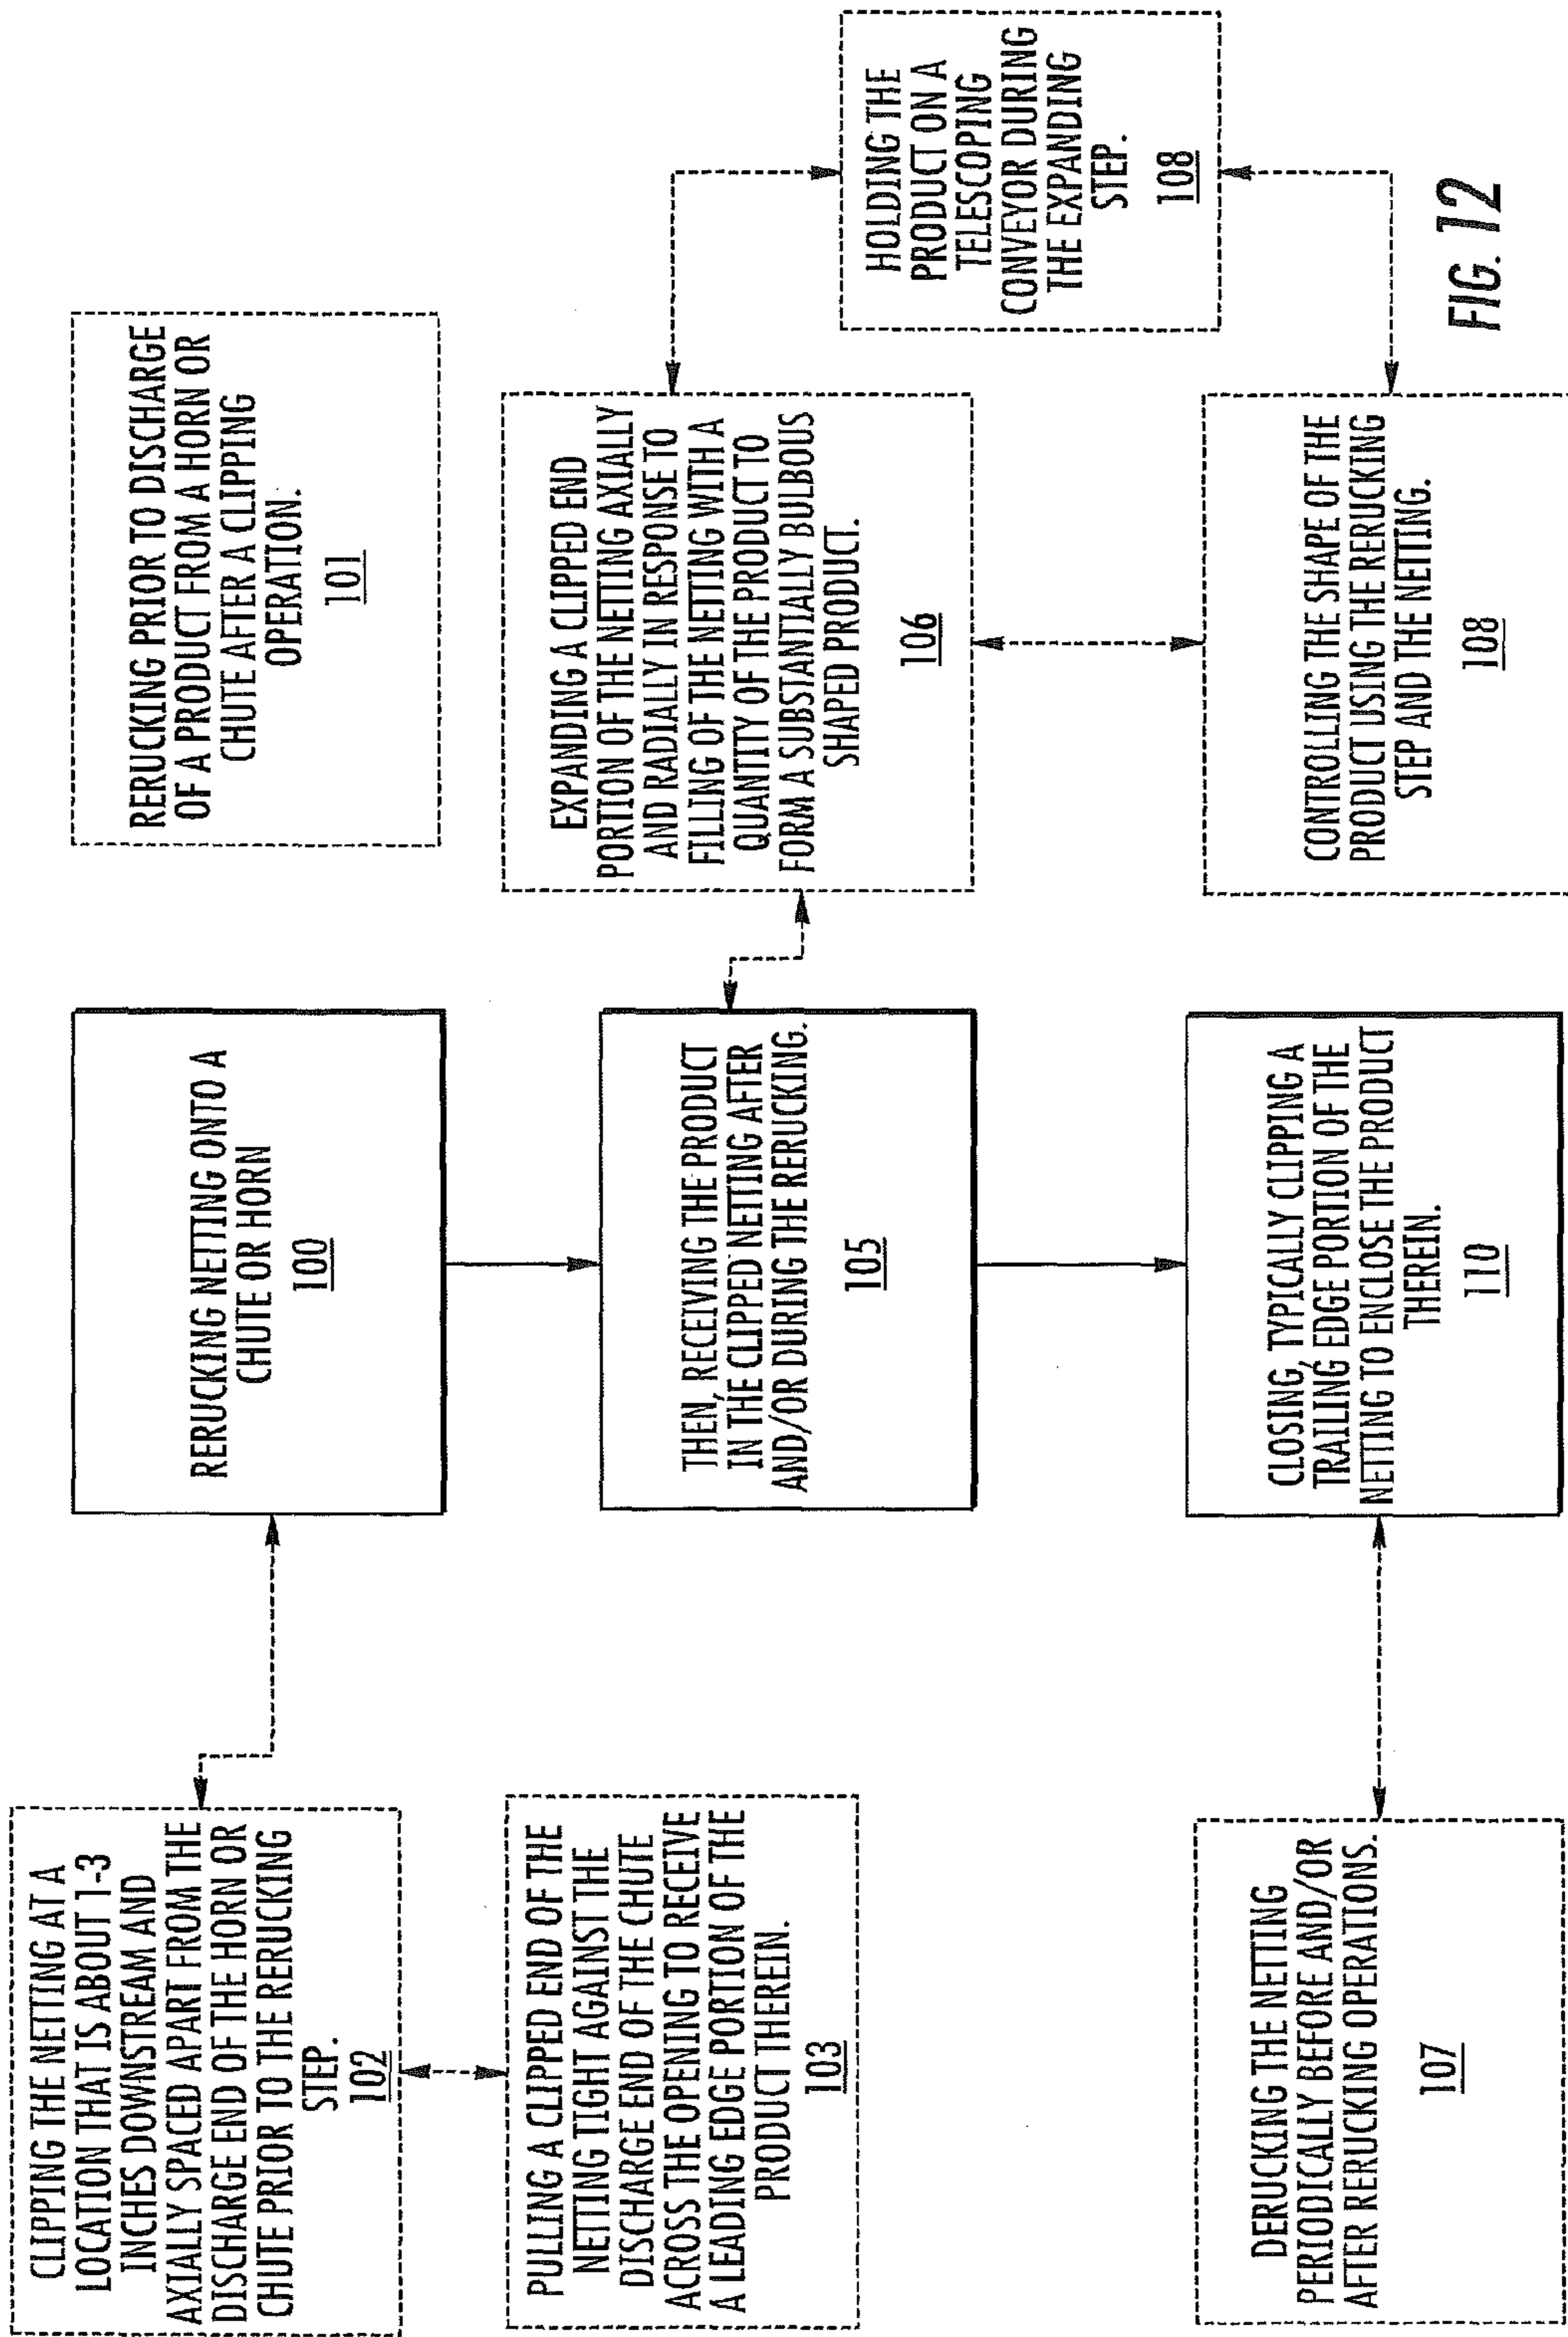 CLIPPING THE NETTING AT A
LOCATION THAT IS ABOUT 1-3
INCHES DOWNSTREAM AND
AXIALLY SPACED APART FROM THE
DISCHARGE END OF THE HORN OR
CHUTE PRIOR TO THE RERUCKING
STEP.
102
PULLING A CLIPPED END OF THE
NETTING TIGHT AGAINST THE
DISCHARGE END OF THE CHUTE
ACROSS THE OPENING TO RECEIVE
A LEADING EDGE PORTION OF THE
PRODUCT THEREIN.
103
DERUCKING THE NETTING
PERIODICALLY BEFORE AND/OR
AFTER RERUCKING OPERATIONS.
107
RERUCKING NETTING ONTO A
CHUTE OR HORN
100
THEN, RECEIVING THE PRODUCT
IN THE CLIPPED NETTING AFTER
AND/OR DURING THE RERUCKING.
105
CLOSING, TYPICALLY CLIPPING A
TRAILING EDGE PORTION OF THE
NETTING TO ENCLOSE THE PRODUCT
THEREIN.
110
RERUCKING PRIOR TO DISCHARGE
OF A PRODUCT FROM A HORN OR
CHUTE AFTER A CLIPPING
OPERATION.
101
EXPANDING A CLIPPED END
PORTION OF THE NETTING AXIALLY
AND RADIALLY IN RESPONSE TO
FILLING OF THE NETTING WITH A
QUANTITY OF THE PRODUCT TO
FORM A SUBSTANTIALLY BULBOUS
SHAPED PRODUCT.
106
CONTROLLING THE SHAPE OF THE
PRODUCT USING THE RERUCKING
STEP AND THE NETTING.
108
HOLDING THE
PRODUCT ON A
TELESCOPING
CONVEYOR DURING
THE EXPANDING
STEP.
108
FIG. 12